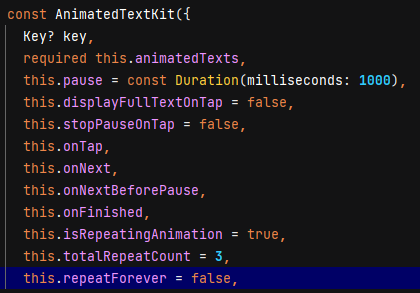 const AnimatedTextKit({
Key? key,
required this.animatedTexts,
this.pause = const Duration(milliseconds: 1000),
this.displayFullTextOnTap = false,
this.stopPauseOnTap = false,
this.onTap,
this.onNext,
this.onNextBeforePause,
this.onFinished,
this.isRepeatingAnimation = true,
this.totalRepeatCount = 3,
this.repeatForever = false,